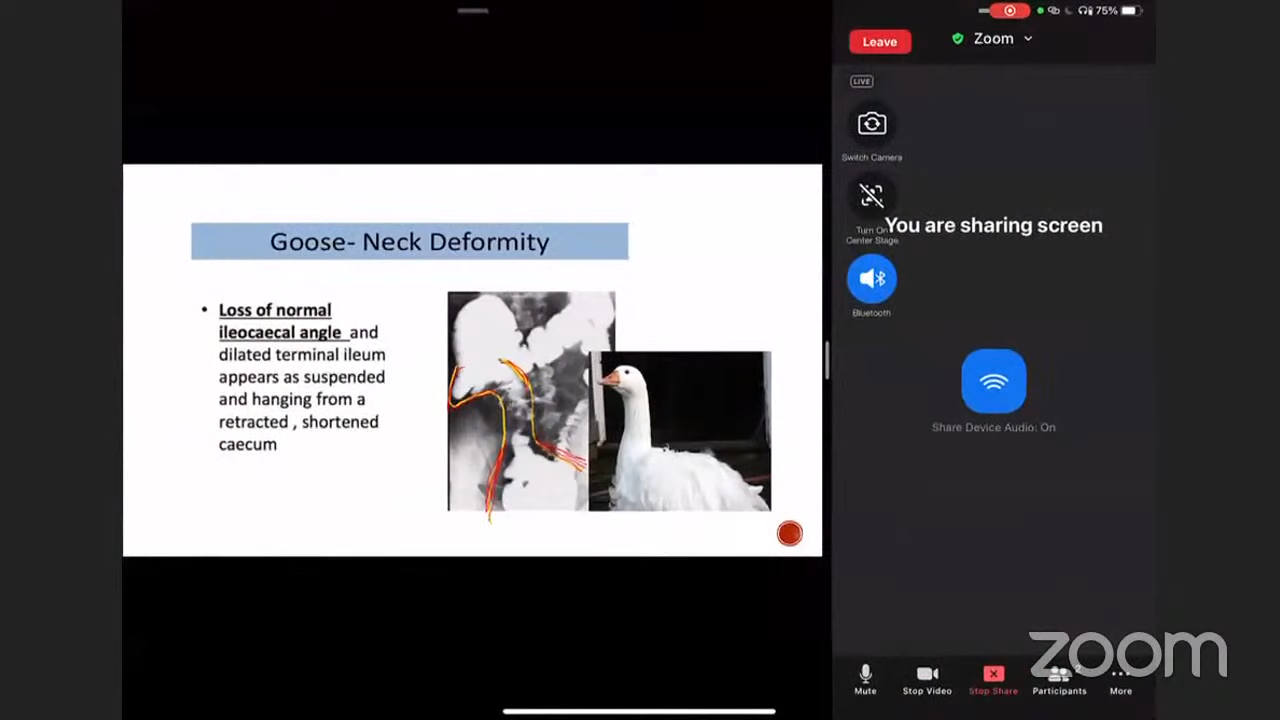 75%
Leave
Zoom
LIVE
Goose- Neck Deformity
Switch Camera
You are sharing screen
Turn On
Center Stage
• Loss of normal
ileocaecal angle and
dilated terminal ileum
appears as suspended
and hanging from a
retracted , shortened
caecum
Bluetooth
Share Device Audio: On
zoom
2
Mute
Stop Video
Stop Share
Participants
More